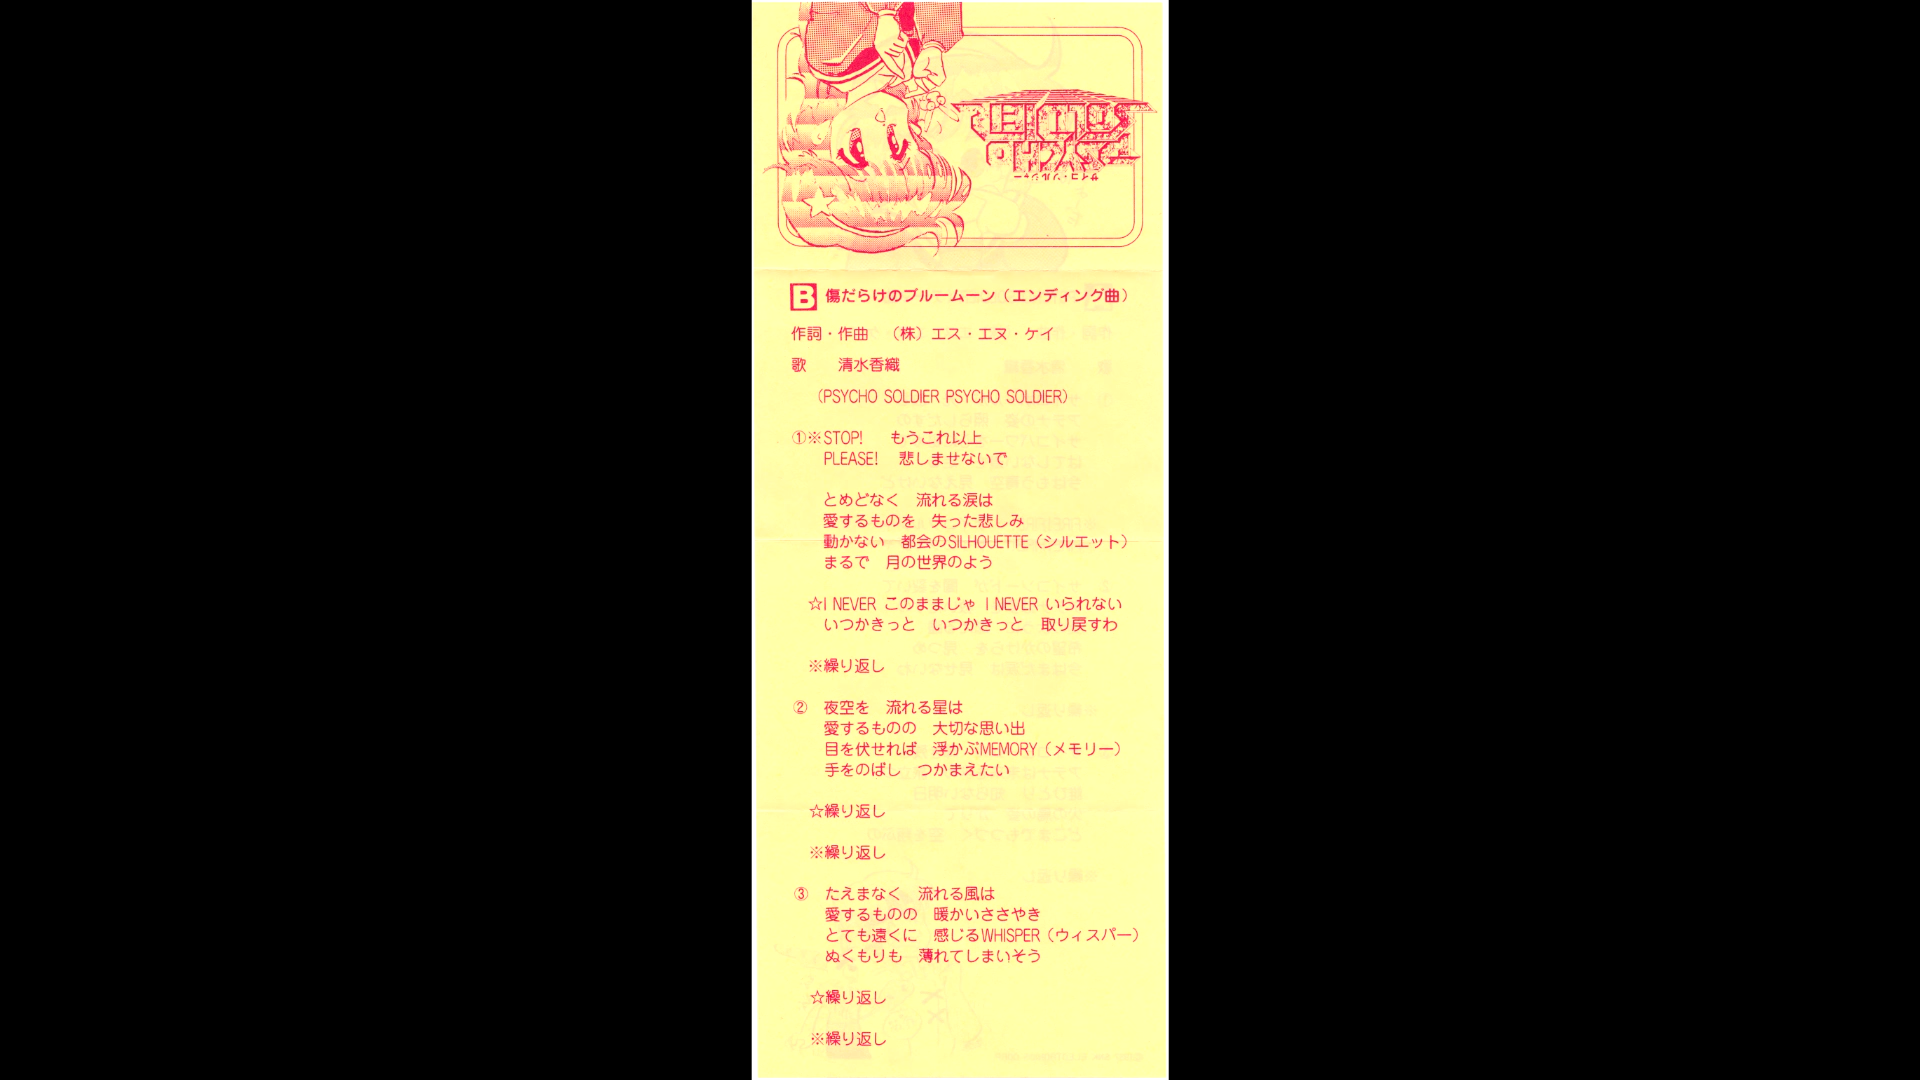 サイコ・ソルジャー
PSYCHO
SOLDIER
B 傷だらけのブルームーン（エンディング曲）
作詞・作曲　（株）エス・エヌ・ケイ
歌　清水香織
（PSYCHO SOLDIER PSYCHO SOLDIER）
①※STOP!　もうこれ以上
PLEASE!　悲しませないで
とめどなく　流れる涙は
愛するものを　失った悲しみ
動かない　都会のSILHOUETTE（シルエット）
まるで　月の世界のよう
☆I NEVER このままじゃ I NEVER いられない
いつかきっと　いつかきっと　取り戻すわ
※繰り返し
②　夜空を　流れる星は
愛するものの　大切な思い出
目を伏せれば　浮かぶMEMORY（メモリー）
手をのばし　つかまえたい
☆繰り返し
※繰り返し
③　たえまなく　流れる風は
愛するものの　暖かいささやき
とても遠くに　感じるWHISPER（ウィスパー）
ぬくもりも　薄れてしまいそう
☆繰り返し
※繰り返し